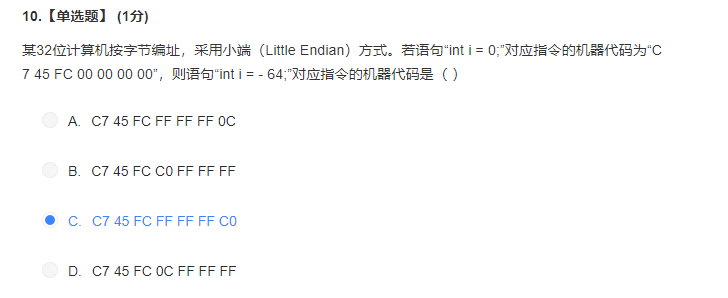 10.【单选题】 (1分)
某32位计算机按字节编址，采用小端（Little Endian）方式。若语句“int i = 0;”对应指令的机器代码为“C
7 45 FC 00 00 00 00”，则语句“int i = - 64;”对应指令的机器代码是（ ）
A. C7 45 FC FF FF FF 0C
B. C7 45 FC C0 FF FF FF
C. C7 45 FC FF FF FF C0
D. C7 45 FC 0C FF FF FF